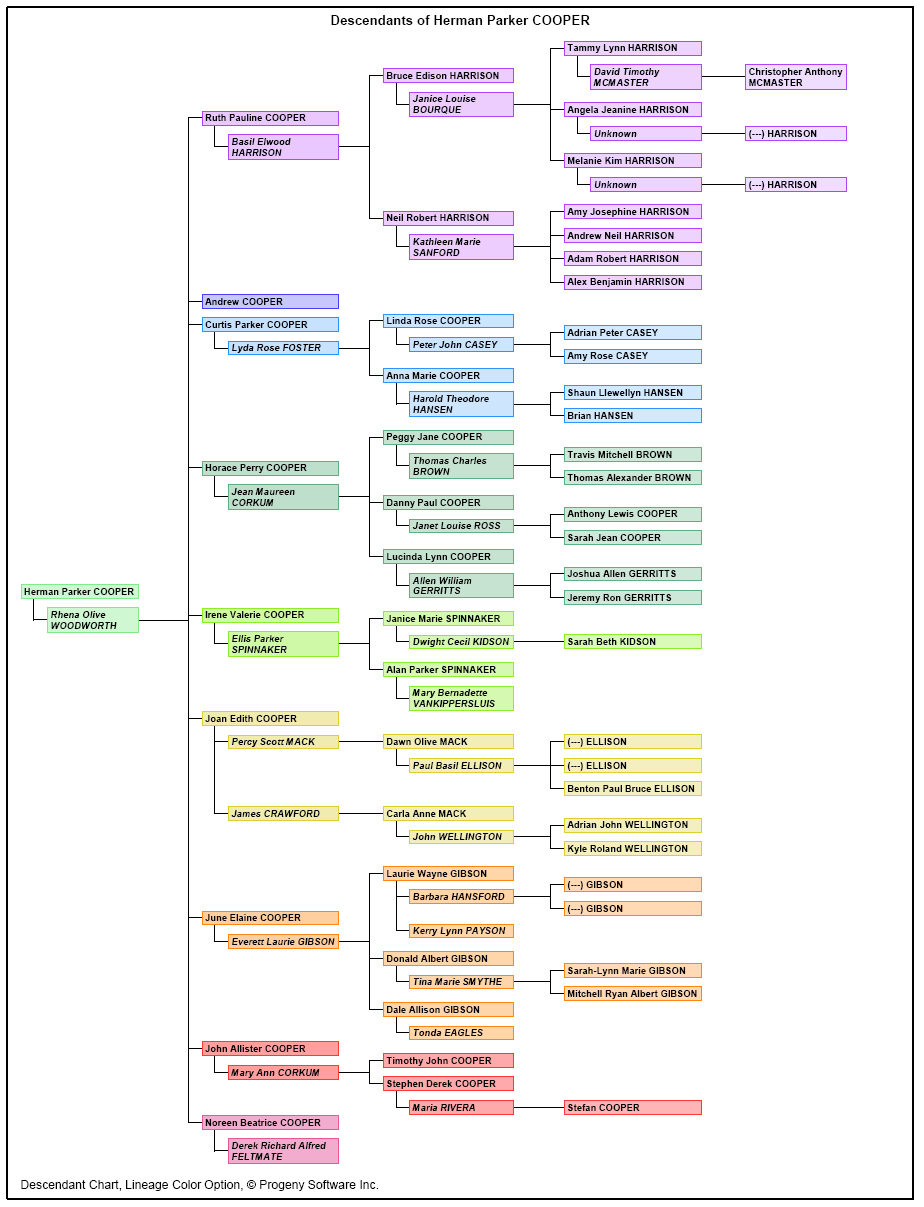 Descendants of Herman Parker COOPER
Herman Parker COOPER
Rhena Olive
WOODWORTH
Ruth Pauline COOPER
Basil Elwood
HARRISON
Bruce Edison HARRISON
Janice Louise
BOURQUE
Tammy Lynn HARRISON
David Timothy
MCMASTER
Christopher Anthony
MCMASTER
Angela Jeanine HARRISON
Unknown
(---) HARRISON
Melanie Kim HARRISON
Unknown
(---) HARRISON
Neil Robert HARRISON
Kathleen Marie
SANFORD
Amy Josephine HARRISON
Andrew Neil HARRISON
Adam Robert HARRISON
Alex Benjamin HARRISON
Andrew COOPER
Curtis Parker COOPER
Lyda Rose FOSTER
Linda Rose COOPER
Peter John CASEY
Adrian Peter CASEY
Amy Rose CASEY
Anna Marie COOPER
Harold Theodore
HANSEN
Shaun Llewellyn HANSEN
Brian HANSEN
Horace Perry COOPER
Jean Maureen
CORKUM
Peggy Jane COOPER
Thomas Charles
BROWN
Travis Mitchell BROWN
Thomas Alexander BROWN
Danny Paul COOPER
Janet Louise ROSS
Anthony Lewis COOPER
Sarah Jean COOPER
Lucinda Lynn COOPER
Allen William
GERRITTS
Joshua Allen GERRITTS
Jeremy Ron GERRITTS
Irene Valerie COOPER
Ellis Parker
SPINNAKER
Janice Marie SPINNAKER
Dwight Cecil KIDSON
Sarah Beth KIDSON
Alan Parker SPINNAKER
Mary Bernadette
VANKIPPERSLUIS
Joan Edith COOPER
Percy Scott MACK
Dawn Olive MACK
Paul Basil ELLISON
(---) ELLISON
(---) ELLISON
Benton Paul Bruce ELLISON
James CRAWFORD
Carla Anne MACK
John WELLINGTON
Adrian John WELLINGTON
Kyle Roland WELLINGTON
June Elaine COOPER
Everett Laurie GIBSON
Laurie Wayne GIBSON
Barbara HANSFORD
(---) GIBSON
(---) GIBSON
Kerry Lynn PAYSON
Donald Albert GIBSON
Tina Marie SMYTHE
Sarah-Lynn Marie GIBSON
Mitchell Ryan Albert GIBSON
Dale Allison GIBSON
Tonda EAGLES
John Allister COOPER
Mary Ann CORKUM
Timothy John COOPER
Stephen Derek COOPER
Maria RIVERA
Stefan COOPER
Noreen Beatrice COOPER
Derek Richard Alfred
FELTMATE
Descendant Chart, Lineage Color Option, © Progeny Software Inc.